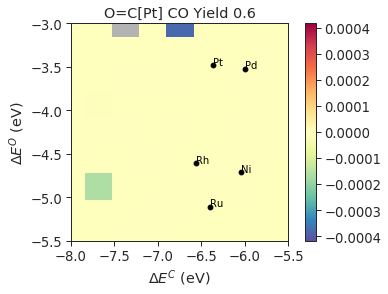 O=C[Pt] CO Yield 0.6
−3.0
−3.5
−4.0
−4.5
−5.0
−5.5
ΔE^O (eV)
Pt
Pd
Rh
Ni
Ru
−8.0 −7.5 −7.0 −6.5 −6.0 −5.5
ΔE^C (eV)
0.0004
0.0003
0.0002
0.0001
0.0000
−0.0001
−0.0002
−0.0003
−0.0004